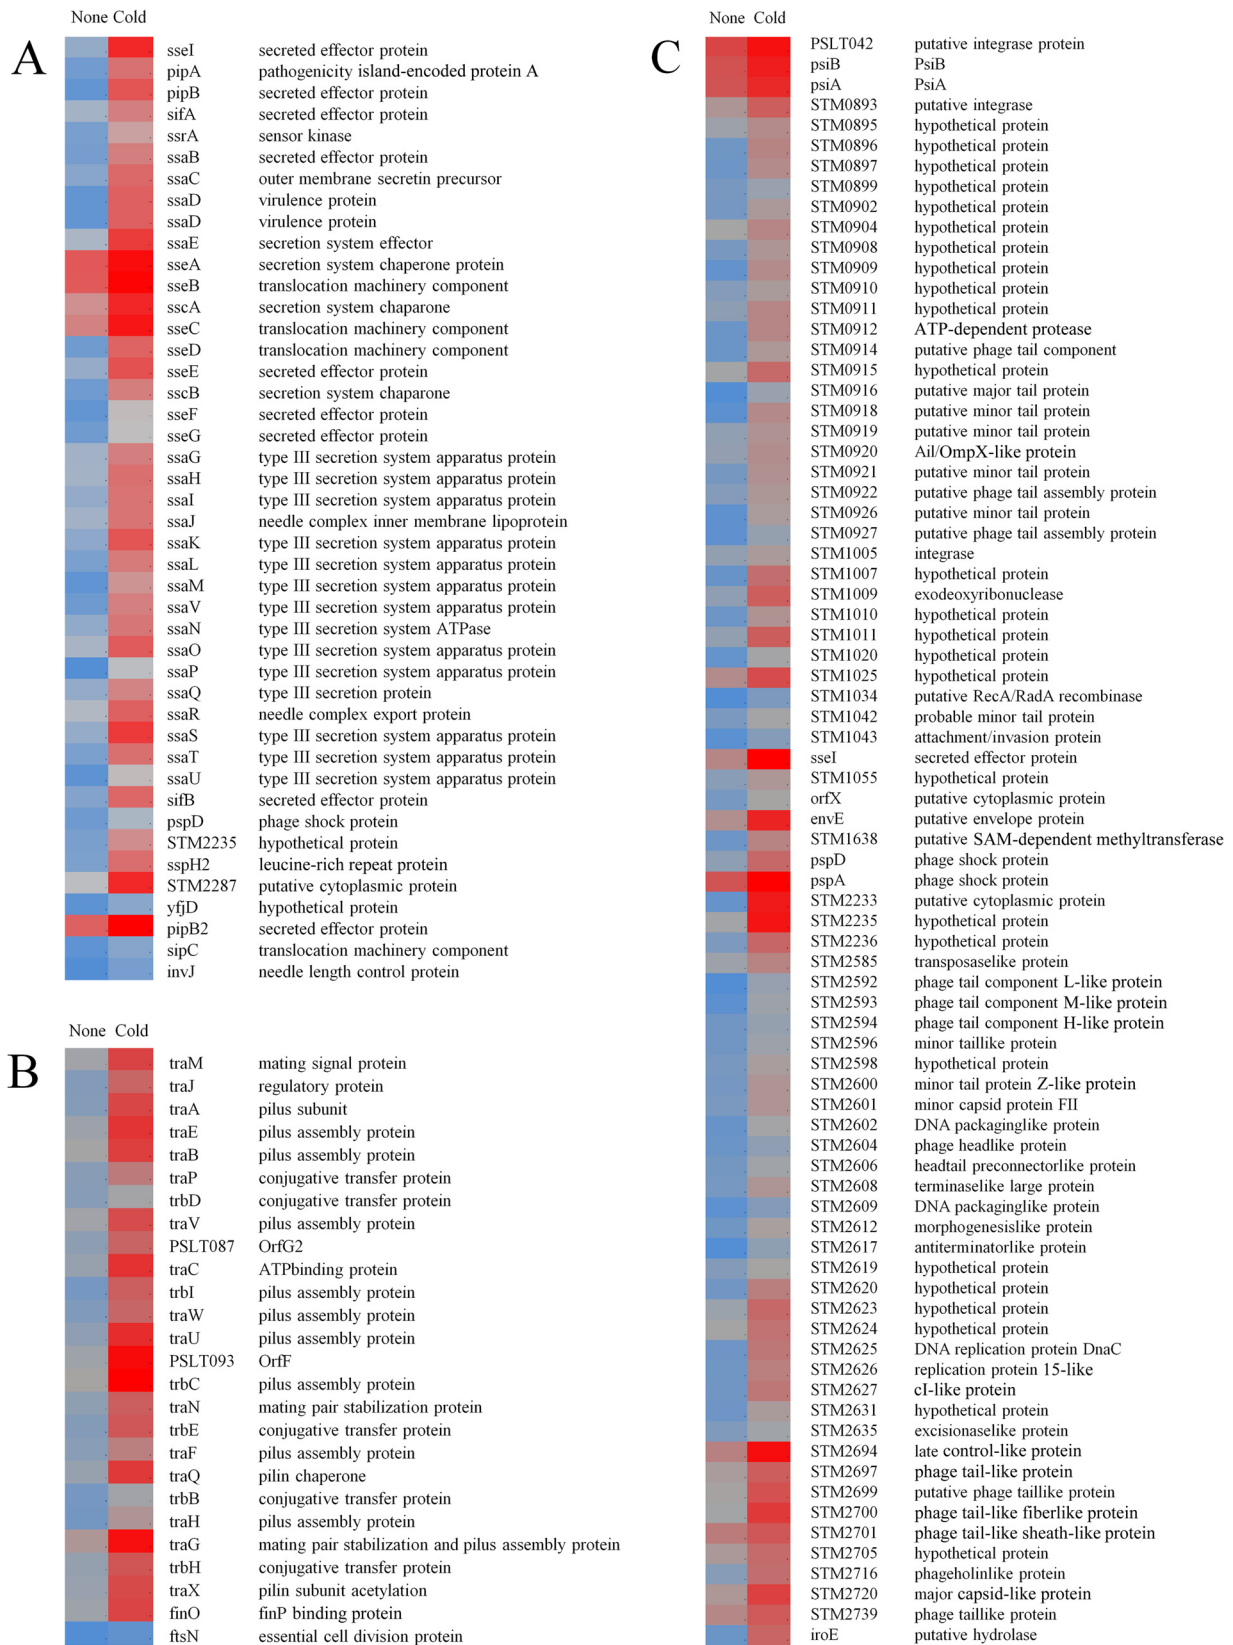 A
None Cold
sseI secreted effector protein
pipA pathogenicity island-encoded protein A
pipB secreted effector protein
sifA secreted effector protein
ssrA sensor kinase
ssaB secreted effector protein
ssaC outer membrane secretin precursor
ssaD virulence protein
ssaD virulence protein
ssaE secretion system effector
sseA secretion system chaperone protein
sseB translocation machinery component
sscA secretion system chaparone
sseC translocation machinery component
sseD translocation machinery component
sseE secreted effector protein
sscB secretion system chaparone
sseF secreted effector protein
sseG secreted effector protein
ssaG type III secretion system apparatus protein
ssaH type III secretion system apparatus protein
ssaI type III secretion system apparatus protein
ssaJ needle complex inner membrane lipoprotein
ssaK type III secretion system apparatus protein
ssaL type III secretion system apparatus protein
ssaM type III secretion system apparatus protein
ssaV type III secretion system apparatus protein
ssaN type III secretion system ATPase
ssaO type III secretion system apparatus protein
ssaP type III secretion system apparatus protein
ssaQ type III secretion protein
ssaR needle complex export protein
ssaS type III secretion system apparatus protein
ssaT type III secretion system apparatus protein
ssaU type III secretion system apparatus protein
sifB secreted effector protein
pspD phage shock protein
STM2235 hypothetical protein
sspH2 leucine-rich repeat protein
STM2287 putative cytoplasmic protein
yfjD hypothetical protein
pipB2 secreted effector protein
sipC translocation machinery component
invJ needle length control protein
B
None Cold
traM mating signal protein
traJ regulatory protein
traA pilus subunit
traE pilus assembly protein
traB pilus assembly protein
traP conjugative transfer protein
trbD conjugative transfer protein
traV pilus assembly protein
PSLT087 OrfG2
traC ATPbinding protein
trbI pilus assembly protein
traW pilus assembly protein
traU pilus assembly protein
PSLT093 OrfF
trbC pilus assembly protein
traN mating pair stabilization protein
trbE conjugative transfer protein
traF pilus assembly protein
traQ pilin chaperone
trbB conjugative transfer protein
traH pilus assembly protein
traG mating pair stabilization and pilus assembly protein
trbH conjugative transfer protein
traX pilin subunit acetylation
finO finP binding protein
ftsN essential cell division protein
C
None Cold
PSLT042 putative integrase protein
psiB PsiB
psiA PsiA
STM0893 putative integrase
STM0895 hypothetical protein
STM0896 hypothetical protein
STM0897 hypothetical protein
STM0899 hypothetical protein
STM0902 hypothetical protein
STM0904 hypothetical protein
STM0908 hypothetical protein
STM0909 hypothetical protein
STM0910 hypothetical protein
STM0911 hypothetical protein
STM0912 ATP-dependent protease
STM0914 putative phage tail component
STM0915 hypothetical protein
STM0916 putative major tail protein
STM0918 putative minor tail protein
STM0919 putative minor tail protein
STM0920 Ail/OmpX-like protein
STM0921 putative minor tail protein
STM0922 putative phage tail assembly protein
STM0926 putative minor tail protein
STM0927 putative phage tail assembly protein
STM1005 integrase
STM1007 hypothetical protein
STM1009 exodeoxyribonuclease
STM1010 hypothetical protein
STM1011 hypothetical protein
STM1020 hypothetical protein
STM1025 hypothetical protein
STM1034 putative RecA/RadA recombinase
STM1042 probable minor tail protein
STM1043 attachment/invasion protein
sseI secreted effector protein
STM1055 hypothetical protein
orfX putative cytoplasmic protein
envE putative envelope protein
STM1638 putative SAM-dependent methyltransferase
pspD phage shock protein
pspA phage shock protein
STM2233 putative cytoplasmic protein
STM2235 hypothetical protein
STM2236 hypothetical protein
STM2585 transposaselike protein
STM2592 phage tail component L-like protein
STM2593 phage tail component M-like protein
STM2594 phage tail component H-like protein
STM2596 minor taillike protein
STM2598 hypothetical protein
STM2600 minor tail protein Z-like protein
STM2601 minor capsid protein FII
STM2602 DNA packaginglike protein
STM2604 phage headlike protein
STM2606 headtail preconnectorlike protein
STM2608 terminaselike large protein
STM2609 DNA packaginglike protein
STM2612 morphogenesislike protein
STM2617 antiterminatorlike protein
STM2619 hypothetical protein
STM2620 hypothetical protein
STM2623 hypothetical protein
STM2624 hypothetical protein
STM2625 DNA replication protein DnaC
STM2626 replication protein 15-like
STM2627 cI-like protein
STM2631 hypothetical protein
STM2635 excisionaselike protein
STM2694 late control-like protein
STM2697 phage tail-like protein
STM2699 putative phage taillike protein
STM2700 phage tail-like fiberlike protein
STM2701 phage tail-like sheath-like protein
STM2705 hypothetical protein
STM2716 phageholinlike protein
STM2720 major capsid-like protein
STM2739 phage taillike protein
iroE putative hydrolase